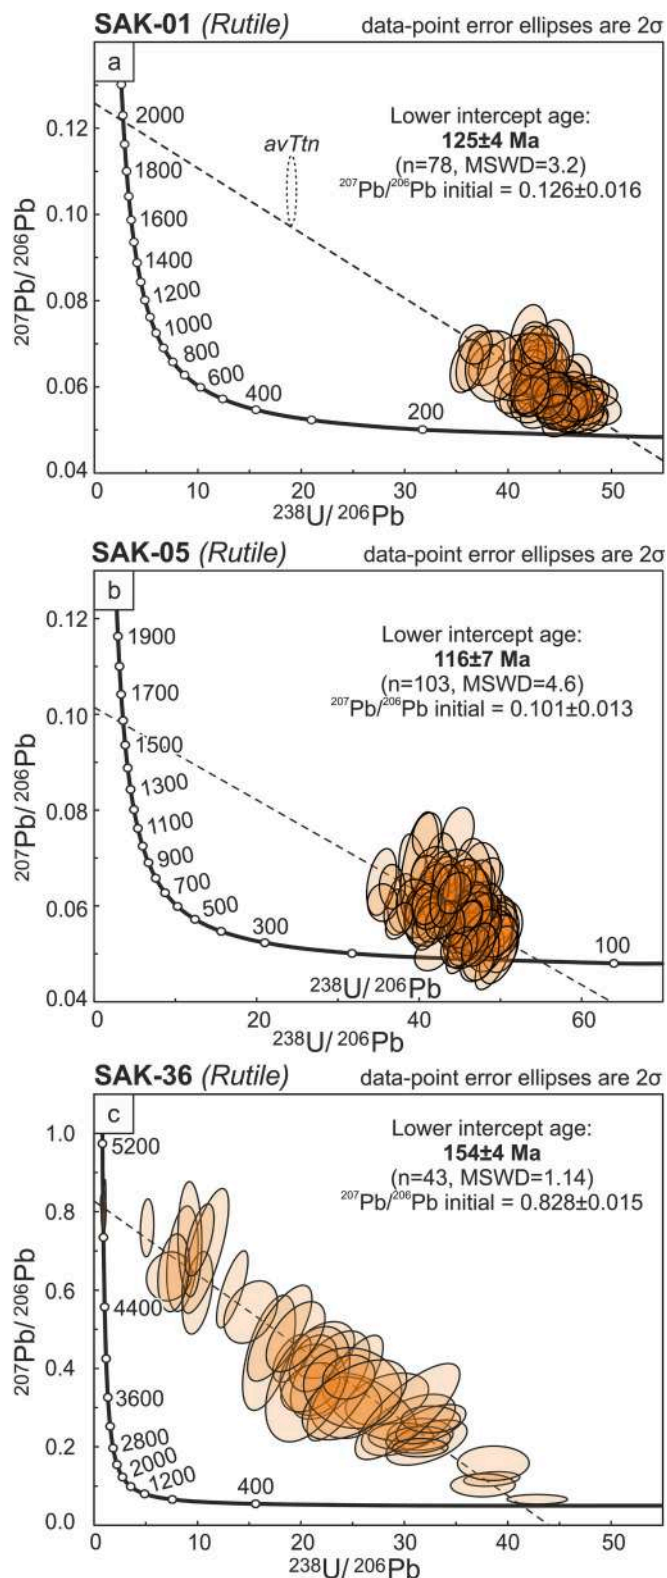 SAK-01 (Rutile) data-point error ellipses are 2σ
a
Lower intercept age:
125±4 Ma
(n=78, MSWD=3.2)
207Pb/206Pb initial = 0.126±0.016
avTtn
2000
1800
1600
1400
1200
1000
800
600
400
200
0.12
0.10
0.08
0.06
0.04
207Pb/206Pb
0 10 20 30 40 50
238U/206Pb
SAK-05 (Rutile) data-point error ellipses are 2σ
b
Lower intercept age:
116±7 Ma
(n=103, MSWD=4.6)
207Pb/206Pb initial = 0.101±0.013
1900
1700
1500
1300
1100
900
700
500
300
100
0.12
0.10
0.08
0.06
0.04
207Pb/206Pb
238U/206Pb
0 20 40 60
238U/206Pb
SAK-36 (Rutile) data-point error ellipses are 2σ
c
Lower intercept age:
154±4 Ma
(n=43, MSWD=1.14)
207Pb/206Pb initial = 0.828±0.015
5200
4400
3600
2800
2000
1200
400
1.0
0.8
0.6
0.4
0.2
0.0
207Pb/206Pb
0 10 20 30 40 50
238U/206Pb